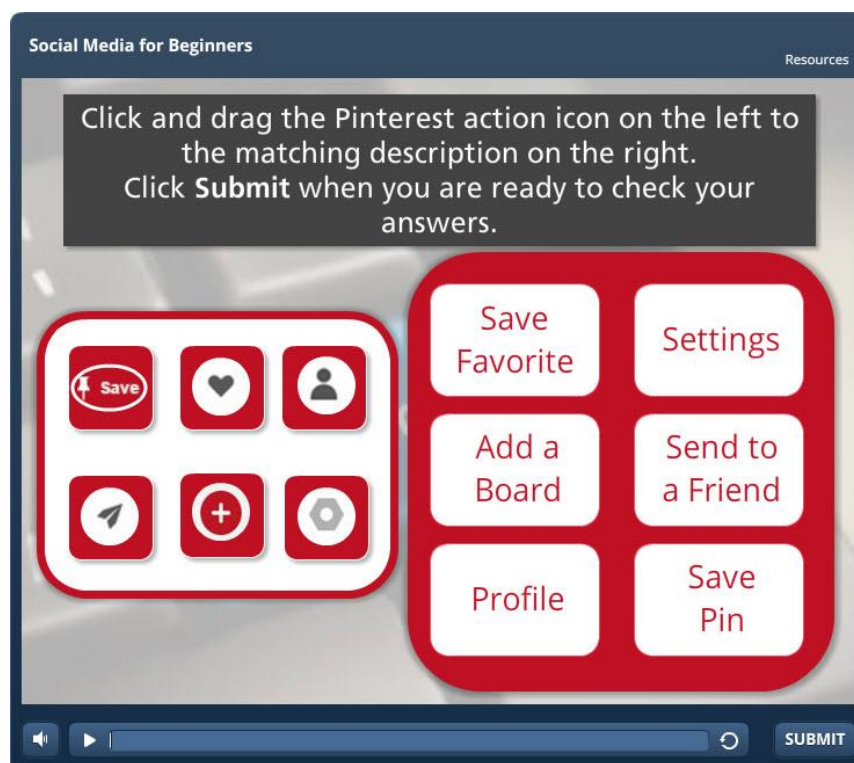 Social Media for Beginners
Resources
Click and drag the Pinterest action icon on the left to
the matching description on the right.
Click Submit when you are ready to check your
answers.
Save
Save
Favorite
Settings
Add a
Board
Send to
a Friend
Profile
Save
Pin
SUBMIT